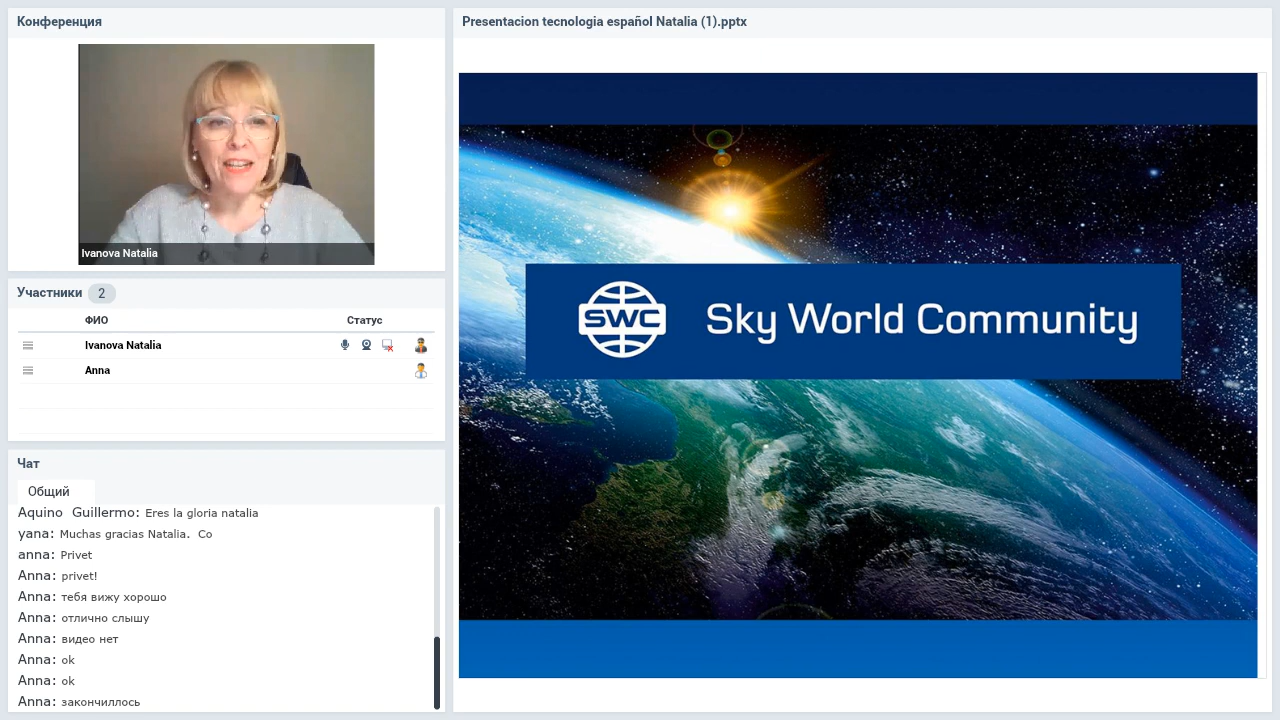 Конференция
Ivanova Natalia
Участники 2
ФИО Статус
Ivanova Natalia
Anna
Чат
Общий
Aquino Guillermo: Eres la gloria natalia
yana: Muchas gracias Natalia. Co
anna: Privet
Anna: privet!
Anna: тебя вижу хорошо
Anna: отлично слышу
Anna: видео нет
Anna: ok
Anna: ok
Anna: закончиллось
Presentacion tecnologia español Natalia (1).pptx
SWC Sky World Community